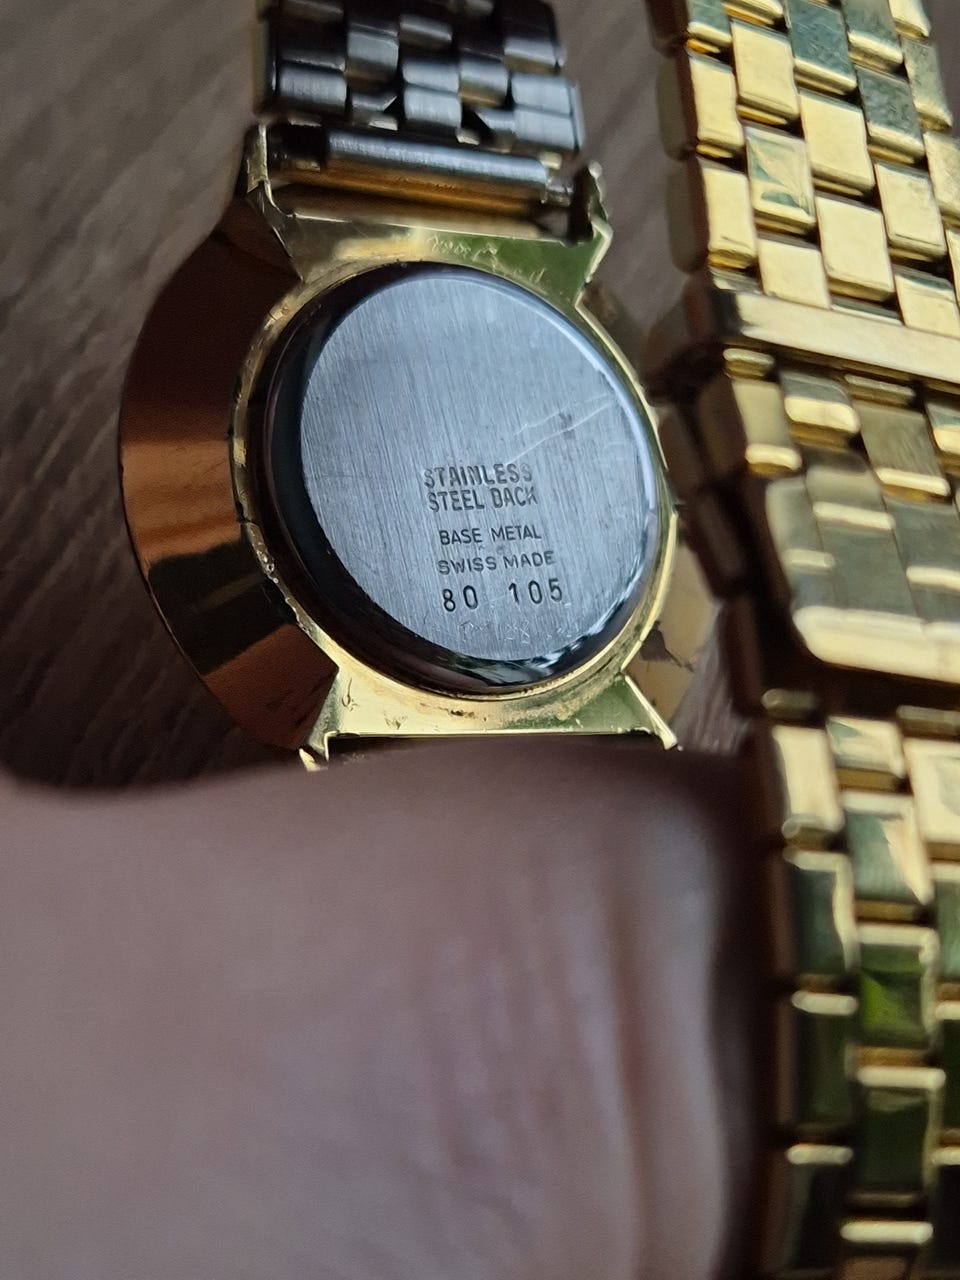 STAINLESS
STEEL BACK
BASE METAL
SWISS MADE
80 105